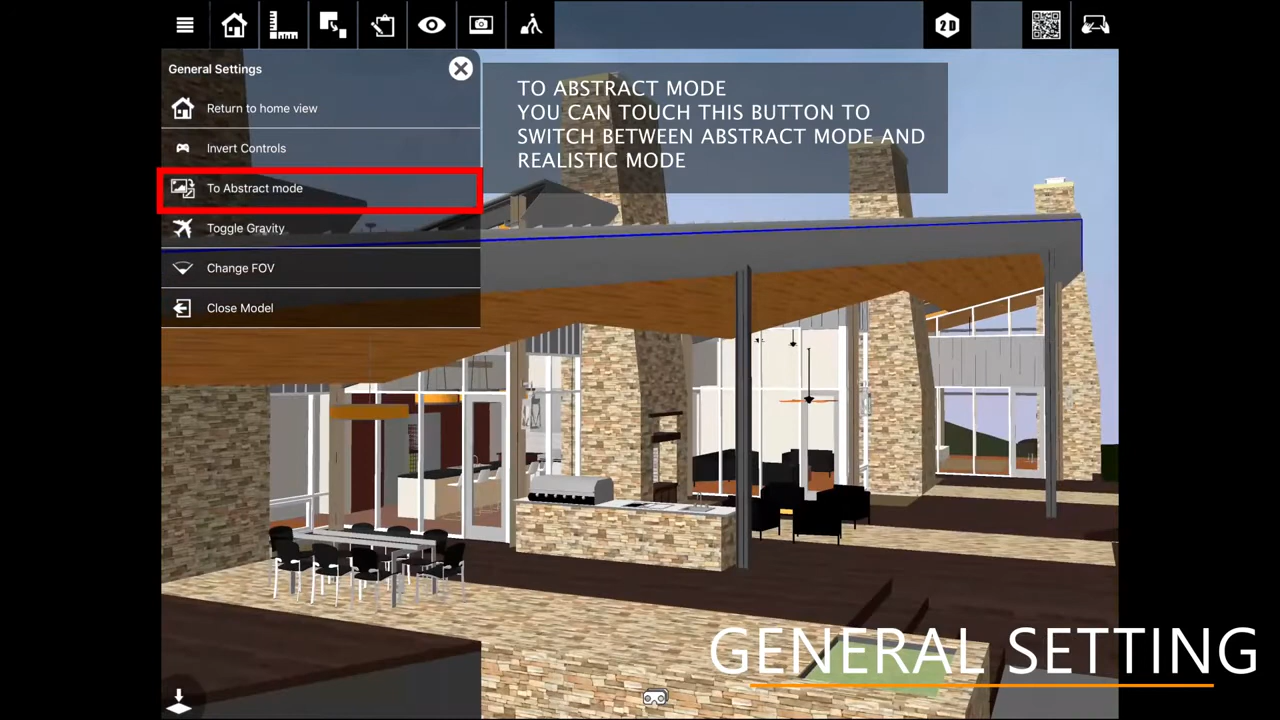 2D
General Settings
TO ABSTRACT MODE
YOU CAN TOUCH THIS BUTTON TO
SWITCH BETWEEN ABSTRACT MODE AND
REALISTIC MODE
Return to home view
Invert Controls
To Abstract mode
Toggle Gravity
Change FOV
Close Model
GENERAL SETTING